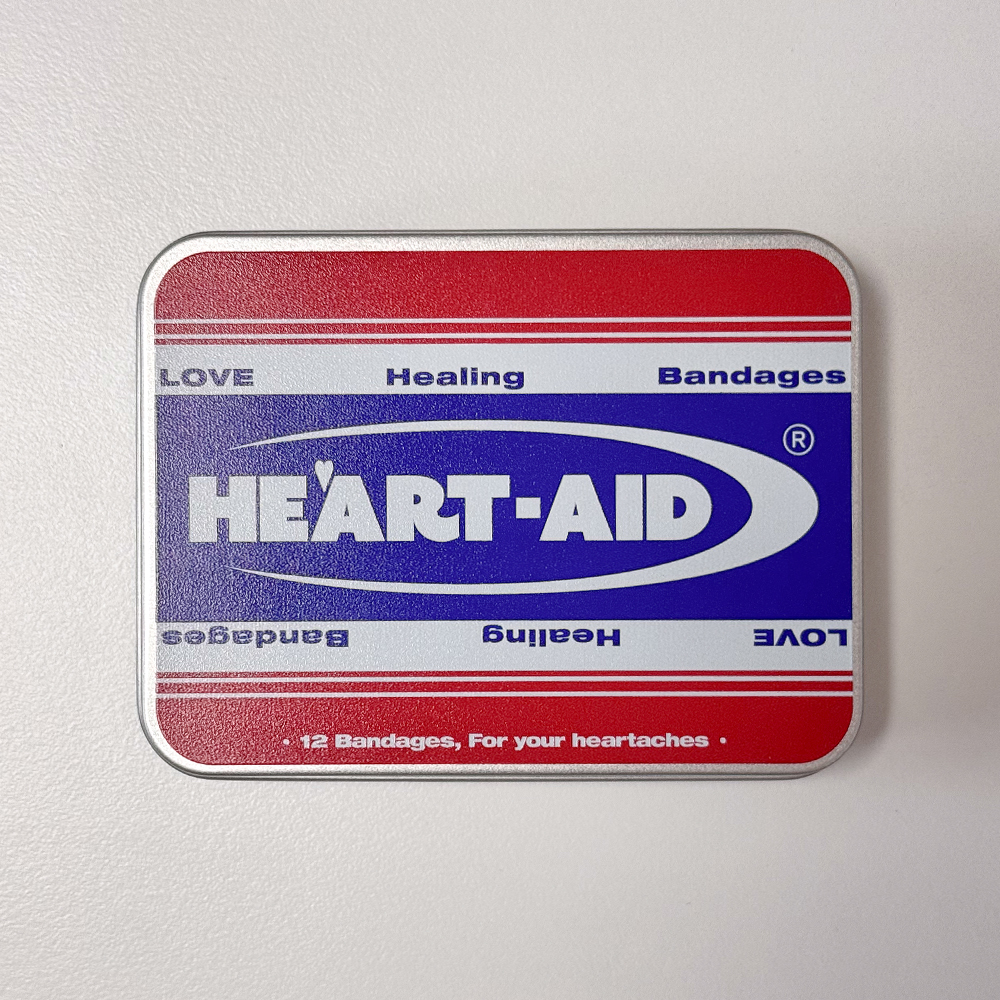 LOVE Healing Bandages
HEART-AID ®
LOVE Healing Bandages
• 12 Bandages, For your heartaches •